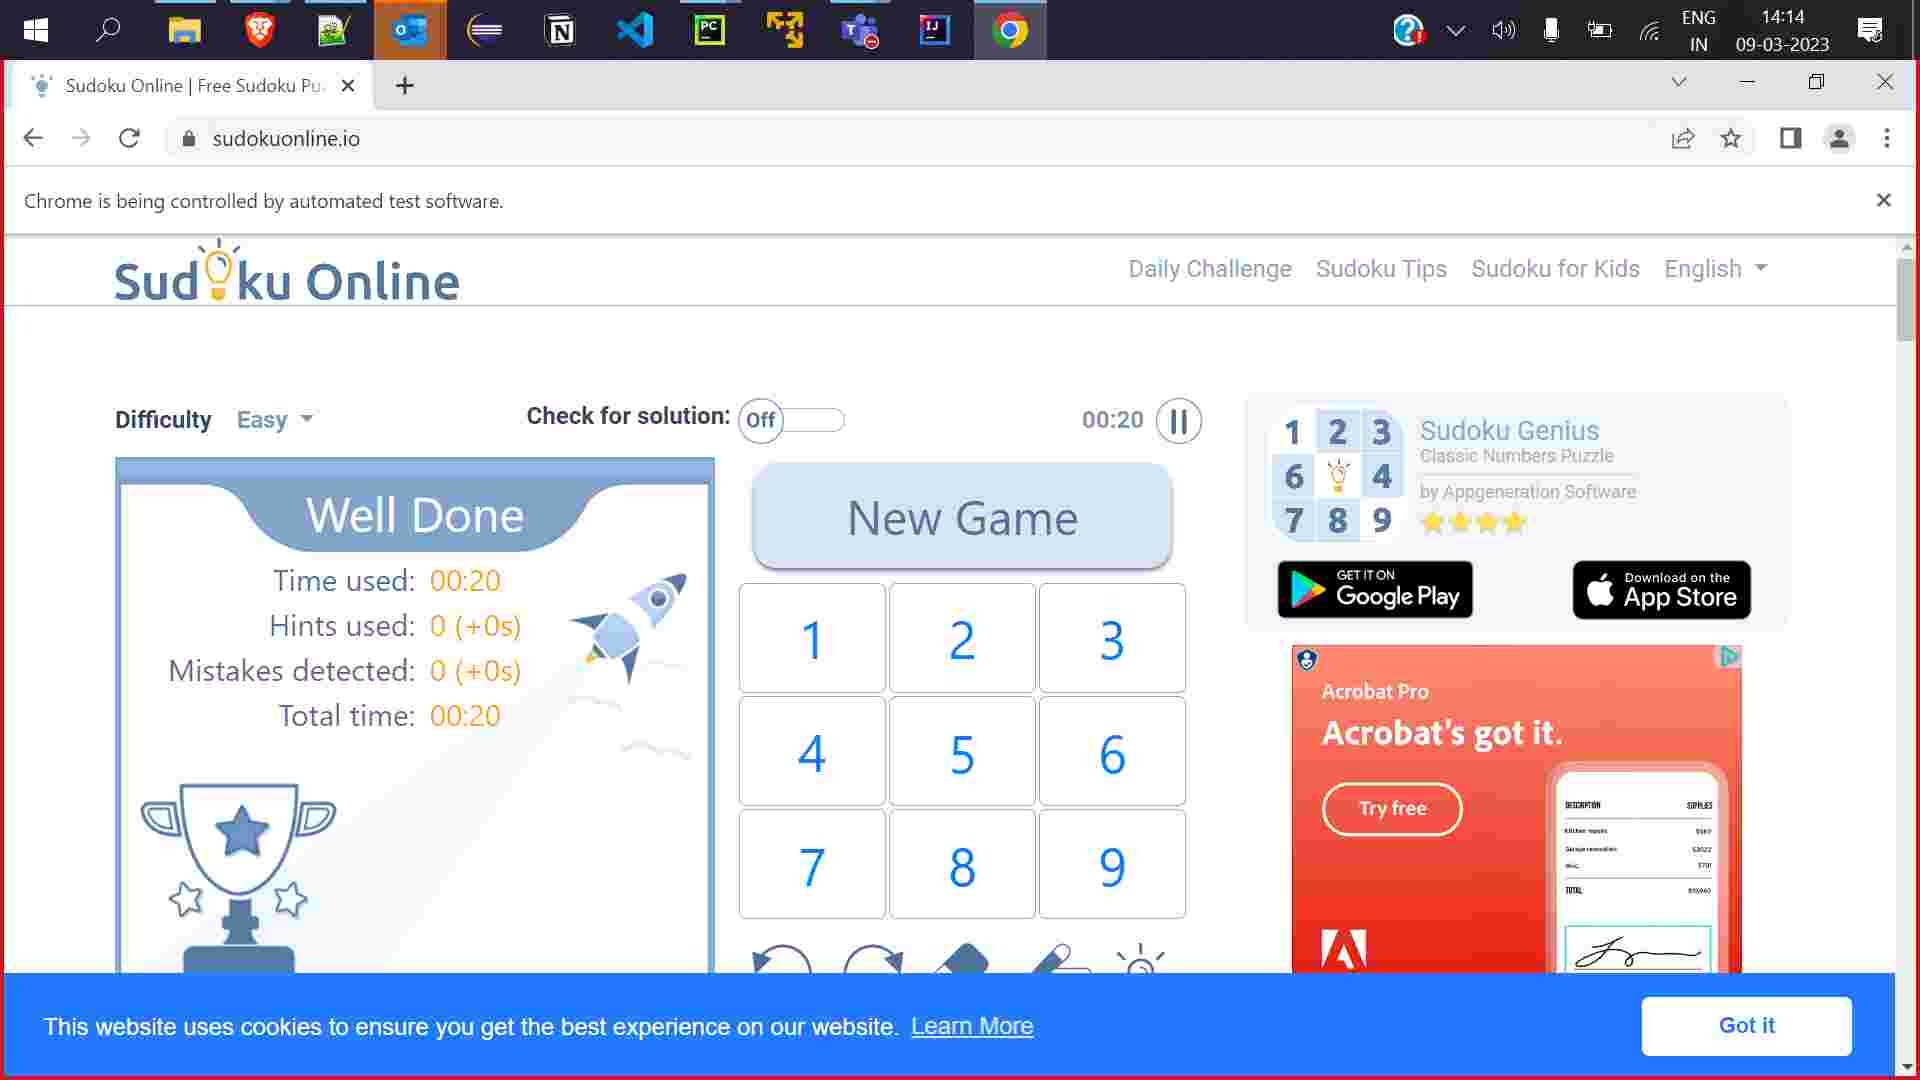 ENG
IN
14:14
09-03-2023
Sudoku Online | Free Sudoku Pu
sudokuonline.io
Chrome is being controlled by automated test software.
Sudoku Online
Daily Challenge
Sudoku Tips
Sudoku for Kids
English
Difficulty
Easy
Check for solution:
Off
00:20
Well Done
Time used: 00:20
Hints used: 0 (+0s)
Mistakes detected: 0 (+0s)
Total time: 00:20
New Game
1 2 3
4 5 6
7 8 9
1 2 3
6 4
7 8 9
Sudoku Genius
Classic Numbers Puzzle
by Appgeneration Software
GET IT ON
Google Play
Download on the
App Store
Acrobat Pro
Acrobat's got it.
Try free
DESCRIPTION SUPPLIES
Kitchen repairs
Garage renovation
TOTAL
This website uses cookies to ensure you get the best experience on our website. Learn More
Got it